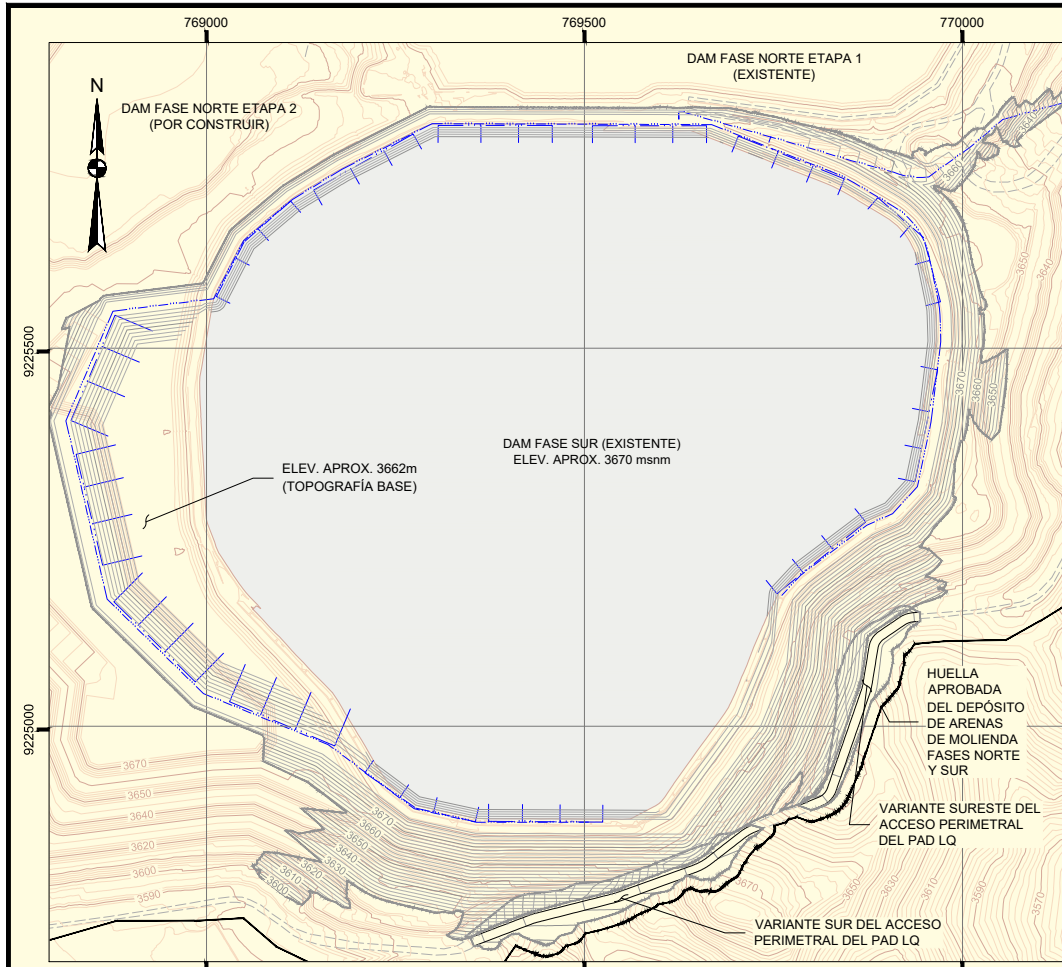 769000
769500
770000
DAM FASE NORTE ETAPA 1
(EXISTENTE)
N
DAM FASE NORTE ETAPA 2
(POR CONSTRUIR)
3640
3660
3650
3640
9225500
3670
3660
3650
DAM FASE SUR (EXISTENTE)
ELEV. APROX. 3670 msnm
ELEV. APROX. 3662m
(TOPOGRAFÍA BASE)
HUELLA
APROBADA
DEL DEPÓSITO
DE ARENAS
DE MOLIENDA
FASES NORTE
Y SUR
9225000
3670
3650
3640
3620
3600
3590
3670
3660
3650
3640
3630
3620
3610
3600
VARIANTE SURESTE DEL
ACCESO PERIMETRAL
DEL PAD LQ
3670
3650
3630
3610
3590
3570
VARIANTE SUR DEL ACCESO
PERIMETRAL DEL PAD LQ